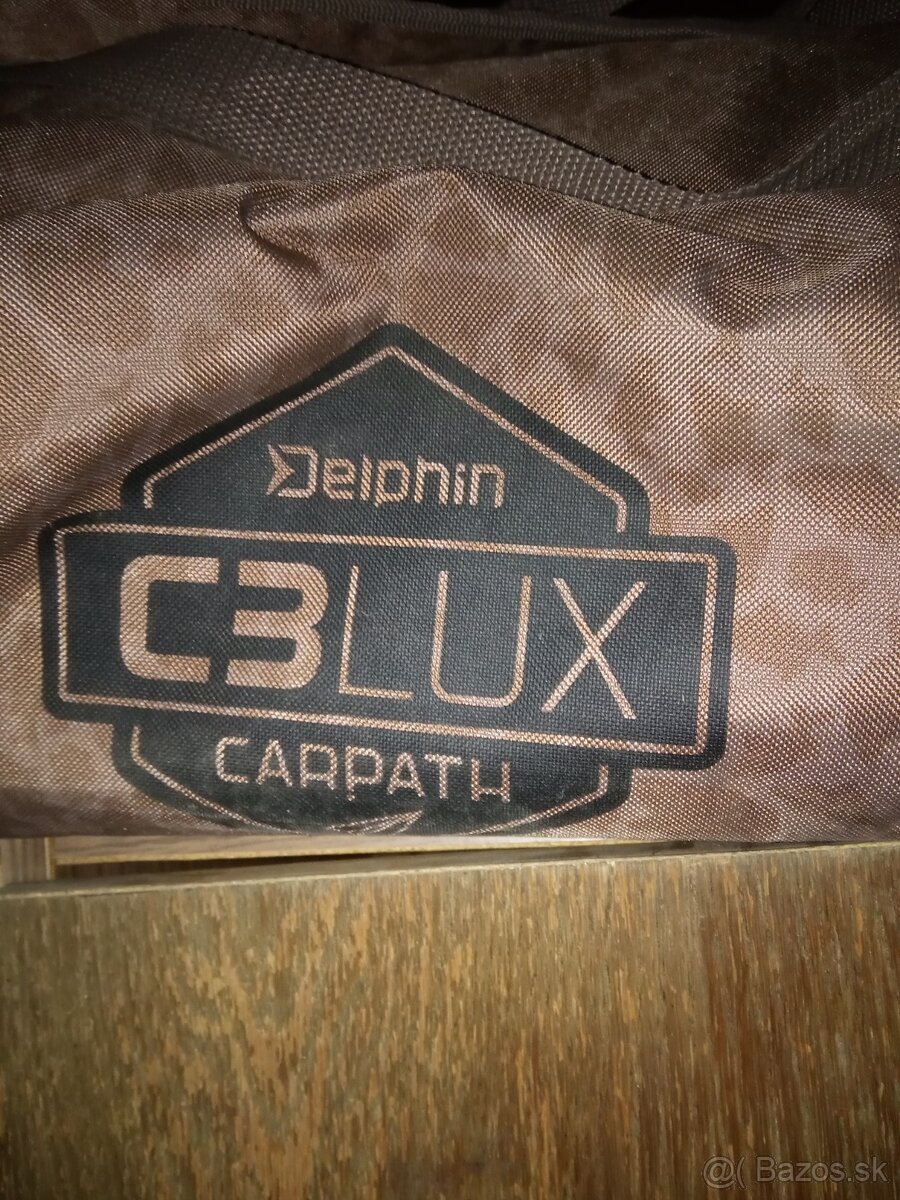 Delphin
C3LUX
CARPATH
@( Bazos.sk